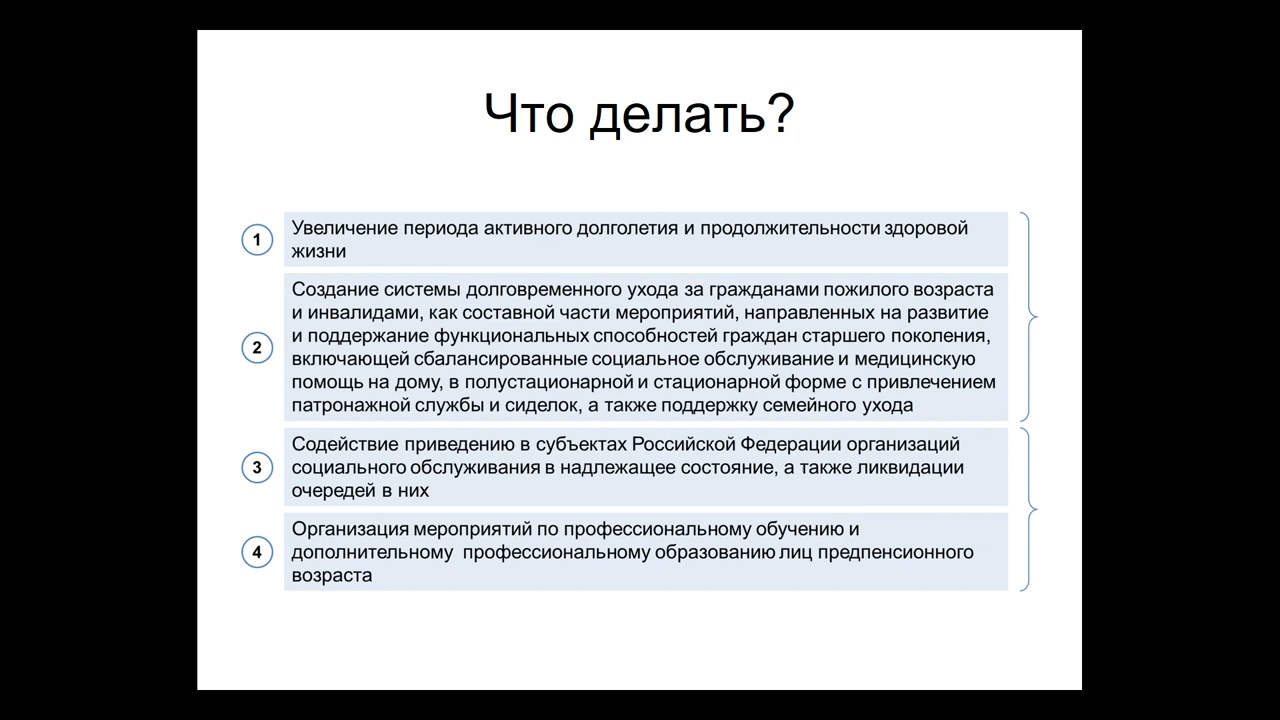 Что делать?
1
Увеличение периода активного долголетия и продолжительности здоровой
жизни
2
Создание системы долговременного ухода за гражданами пожилого возраста
и инвалидами, как составной части мероприятий, направленных на развитие
и поддержание функциональных способностей граждан старшего поколения,
включающей сбалансированные социальное обслуживание и медицинскую
помощь на дому, в полустационарной и стационарной форме с привлечением
патронажной службы и сиделок, а также поддержку семейного ухода
3
Содействие приведению в субъектах Российской Федерации организаций
социального обслуживания в надлежащее состояние, а также ликвидации
очередей в них
4
Организация мероприятий по профессиональному обучению и
дополнительному  профессиональному образованию лиц предпенсионного
возраста